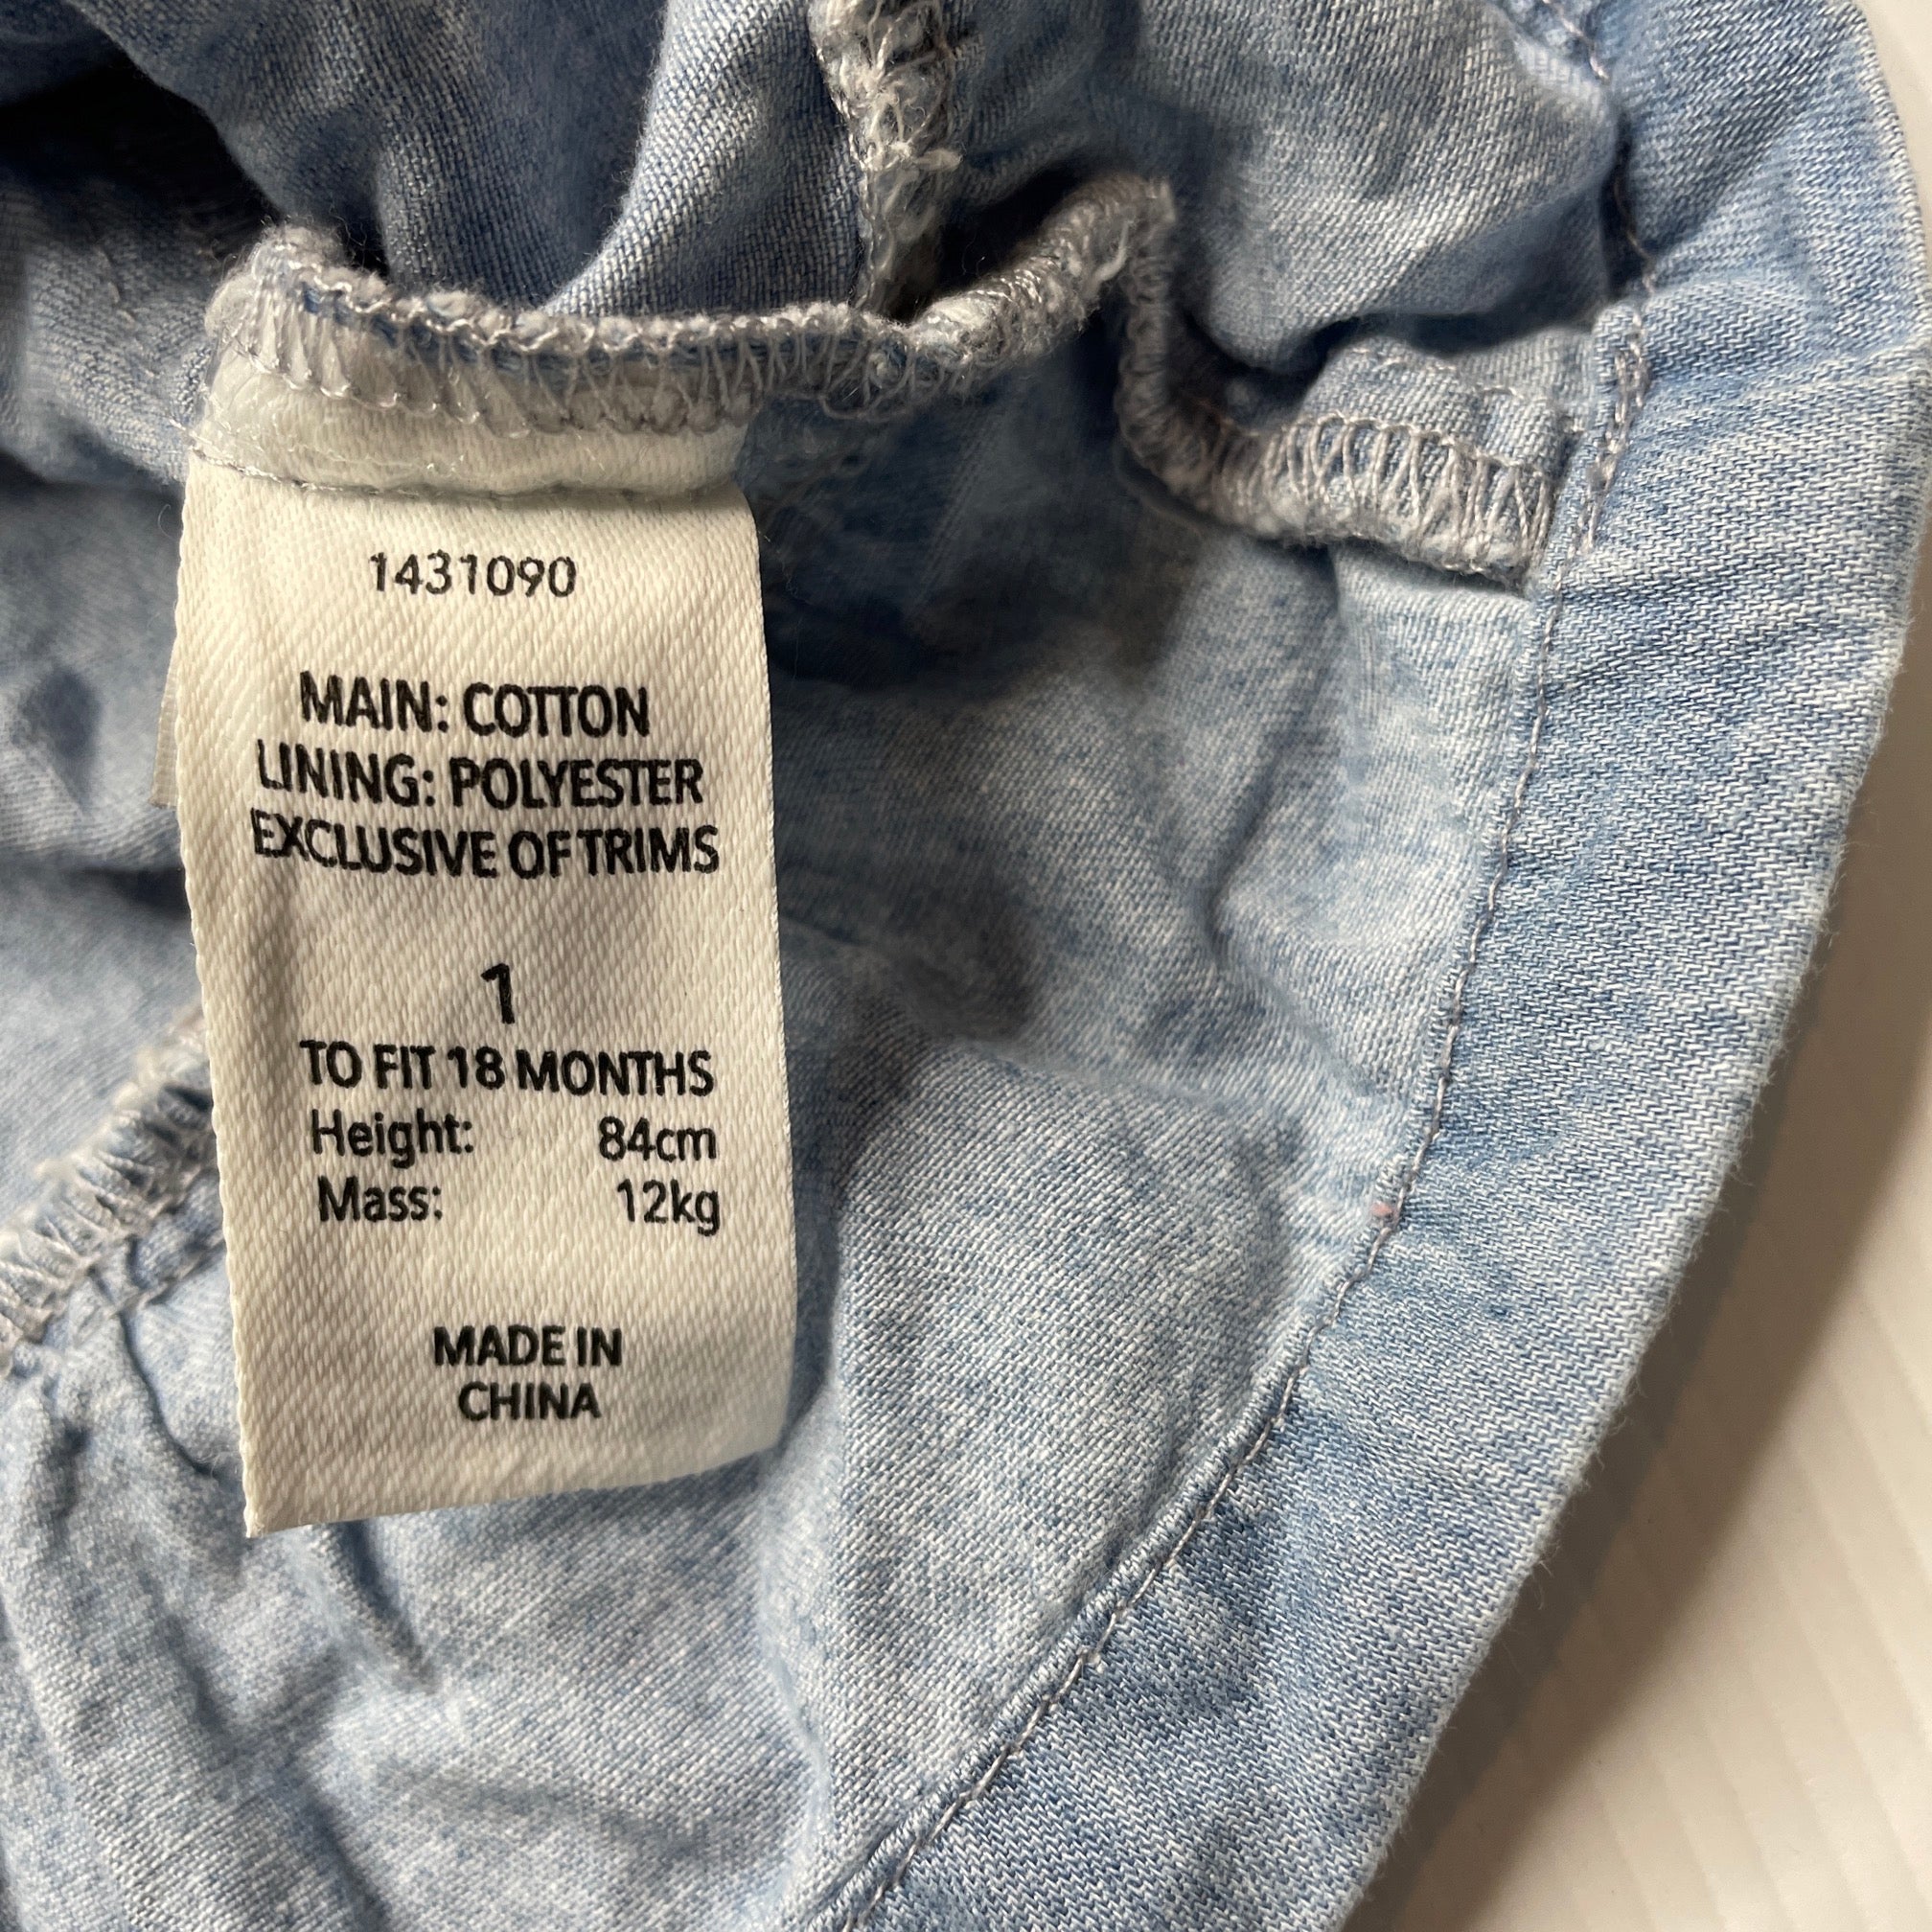 1431090
MAIN: COTTON
LINING: POLYESTER
EXCLUSIVE OF TRIMS
1
TO FIT 18 MONTHS
Height: 84cm
Mass: 12kg
MADE IN
CHINA